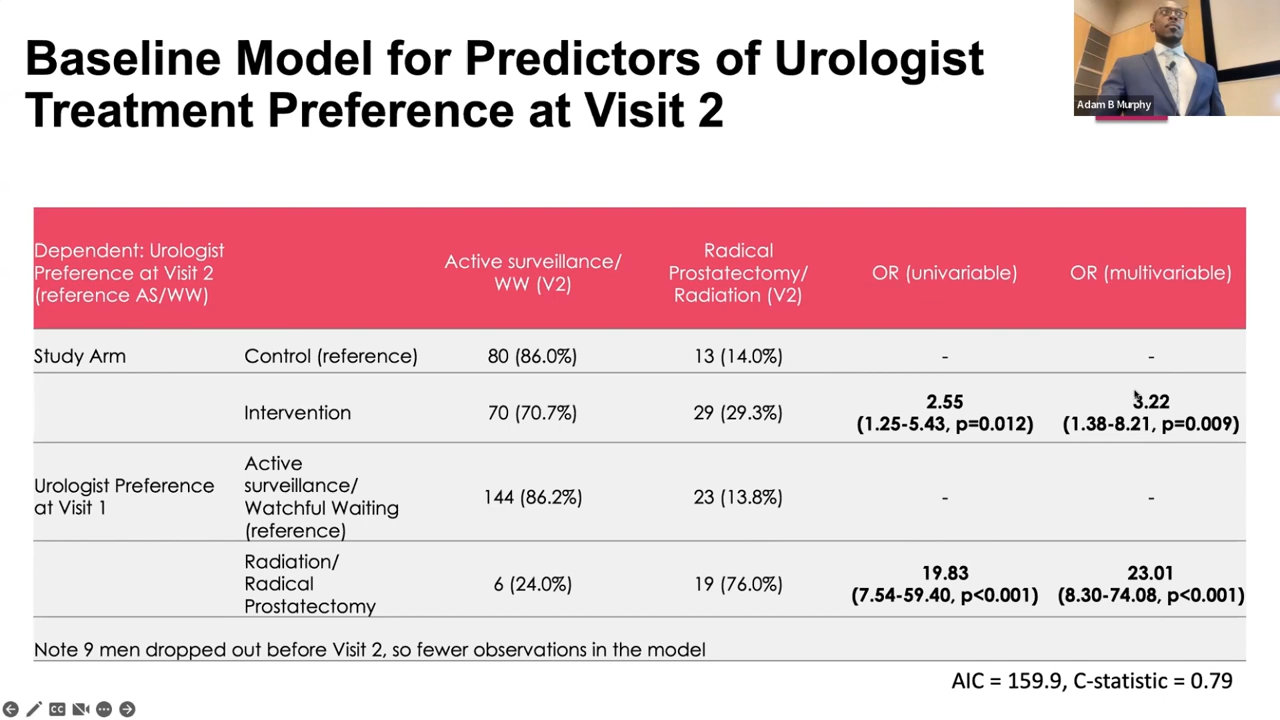 Baseline Model for Predictors of Urologist
Treatment Preference at Visit 2
Adam B Murphy
Dependent: Urologist
Preference at Visit 2
(reference AS/WW)
Active surveillance/
WW (V2)
Radical
Prostatectomy/
Radiation (V2)
OR (univariable)
OR (multivariable)
Study Arm
Control (reference)
80 (86.0%)
13 (14.0%)
-
-
Intervention
70 (70.7%)
29 (29.3%)
2.55
(1.25-5.43, p=0.012)
3.22
(1.38-8.21, p=0.009)
Urologist Preference
at Visit 1
Active
surveillance/
Watchful Waiting
(reference)
144 (86.2%)
23 (13.8%)
-
-
Radiation/
Radical
Prostatectomy
6 (24.0%)
19 (76.0%)
19.83
(7.54-59.40, p<0.001)
23.01
(8.30-74.08, p<0.001)
Note 9 men dropped out before Visit 2, so fewer observations in the model
AIC = 159.9, C-statistic = 0.79
CC